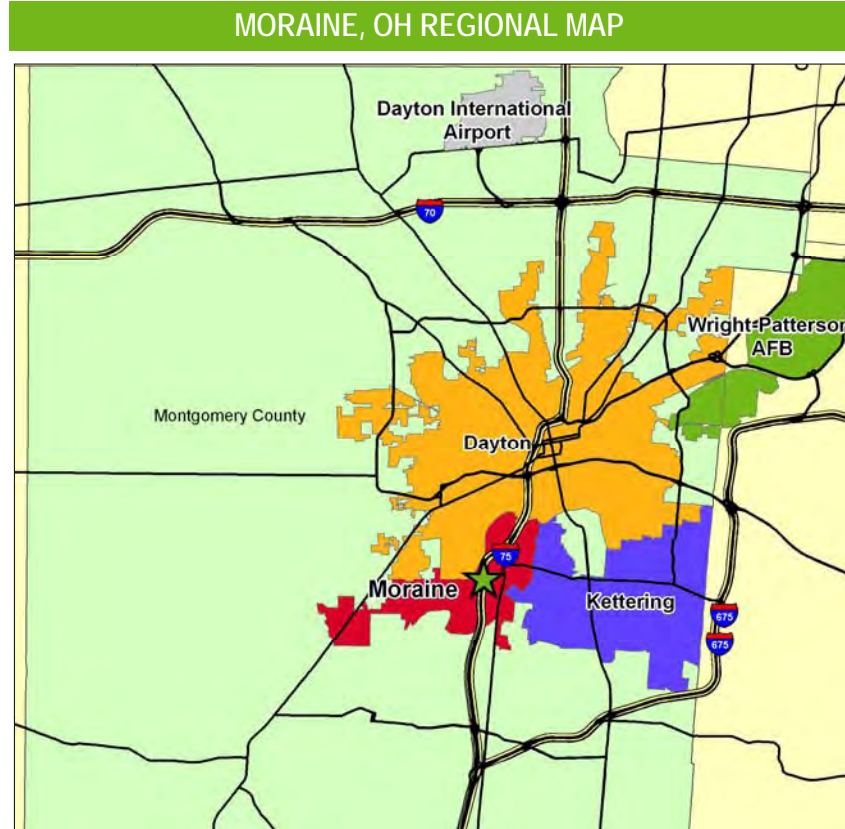 MORAINE, OH REGIONAL MAP
Dayton International
Airport
70
Wright-Patterson
AFB
Montgomery County
Dayton
75
Moraine
Kettering
675
675